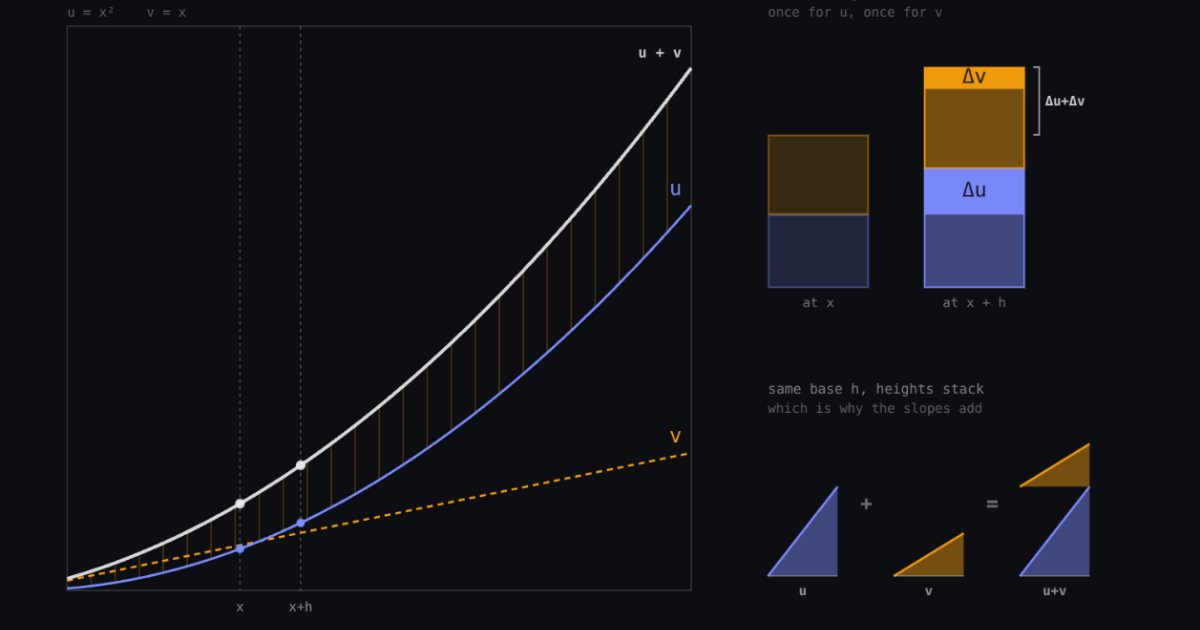 u = x² v = x
once for u, once for v
u + v
Δv
Δu+Δv
u
Δu
at x
at x + h
same base h, heights stack
which is why the slopes add
v
+
=
u
v
u+v
x
x+h